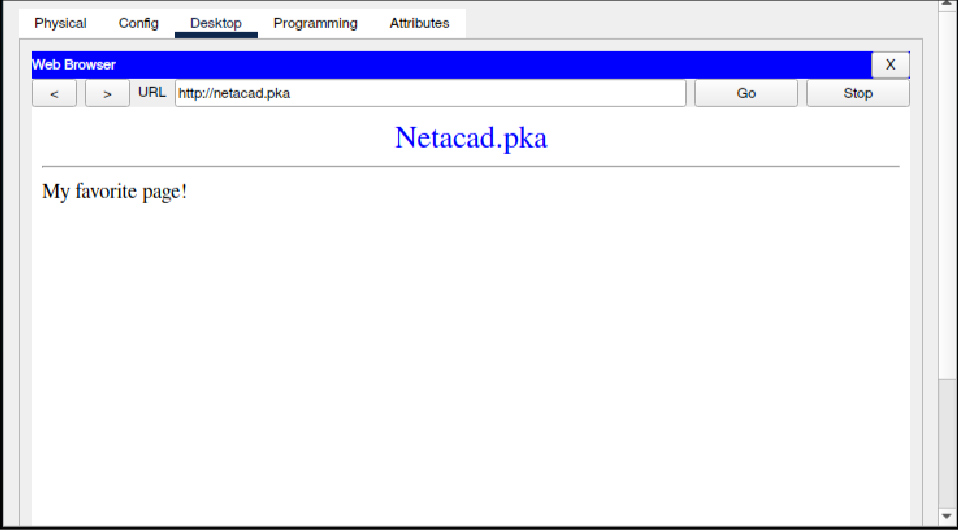 Physical Config Desktop Programming Attributes
Web Browser X
< > URL http://netacad.pka Go Stop
Netacad.pka
My favorite page!